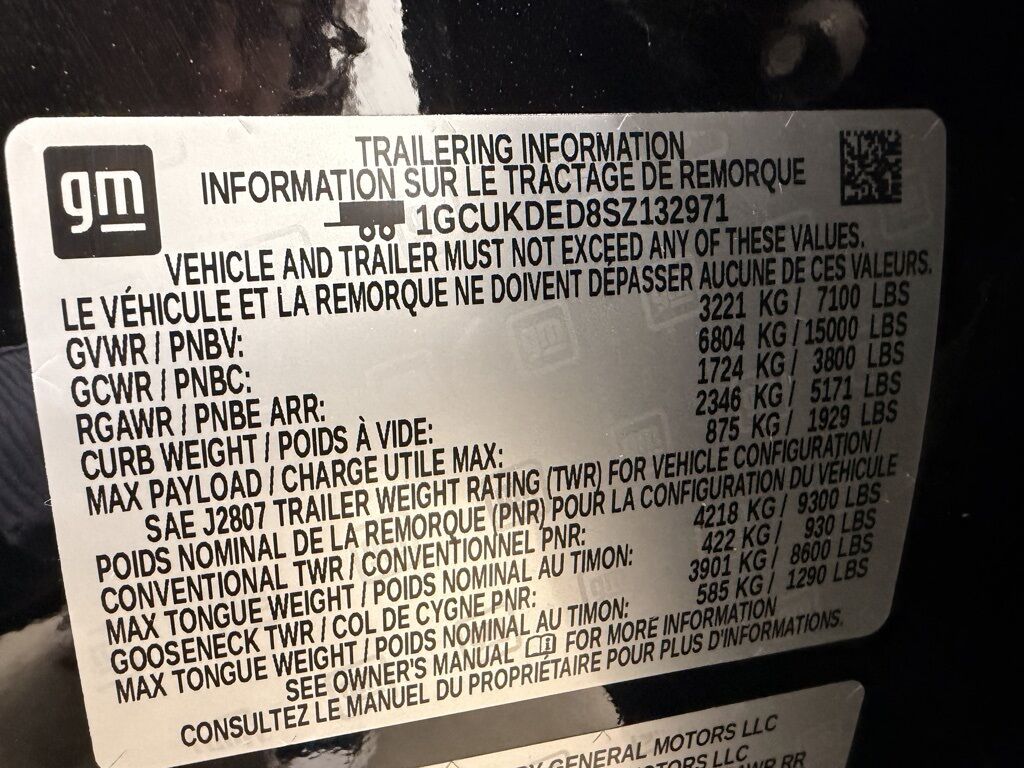 gm
TRAILERING INFORMATION
INFORMATION SUR LE TRACTAGE DE REMORQUE
1GCUKDED8SZ132971
VEHICLE AND TRAILER MUST NOT EXCEED ANY OF THESE VALUES.
LE VÉHICULE ET LA REMORQUE NE DOIVENT DÉPASSER AUCUNE DE CES VALEURS.
GVWR / PNBV: 3221 KG / 7100 LBS
GCWR / PNBC: 6804 KG / 15000 LBS
RGAWR / PNBE ARR: 1724 KG / 3800 LBS
CURB WEIGHT / POIDS À VIDE: 2346 KG / 5171 LBS
MAX PAYLOAD / CHARGE UTILE MAX: 875 KG / 1929 LBS
SAE J2807 TRAILER WEIGHT RATING (TWR) FOR VEHICLE CONFIGURATION /
POIDS NOMINAL DE LA REMORQUE (PNR) POUR LA CONFIGURATION DU VÉHICULE
CONVENTIONAL TWR / CONVENTIONNEL PNR: 4218 KG / 9300 LBS
MAX TONGUE WEIGHT / POIDS NOMINAL AU TIMON: 422 KG / 930 LBS
GOOSENECK TWR / COL DE CYGNE PNR: 3901 KG / 8600 LBS
MAX TONGUE WEIGHT / POIDS NOMINAL AU TIMON: 585 KG / 1290 LBS
SEE OWNER'S MANUAL FOR MORE INFORMATION
CONSULTEZ LE MANUEL DU PROPRIÉTAIRE POUR PLUS D'INFORMATIONS.
BY GENERAL MOTORS LLC
MOTORS LLC
RR